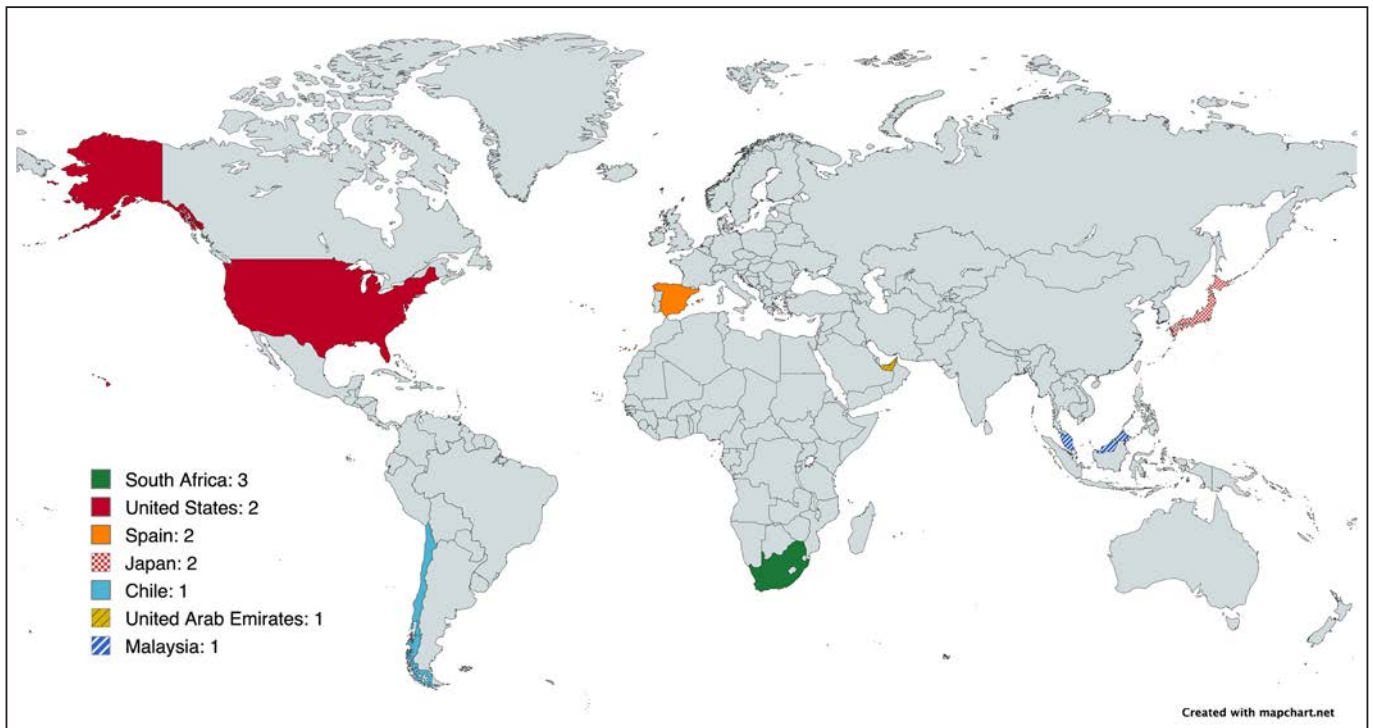 South Africa: 3
United States: 2
Spain: 2
Japan: 2
Chile: 1
United Arab Emirates: 1
Malaysia: 1
Created with mapchart.net